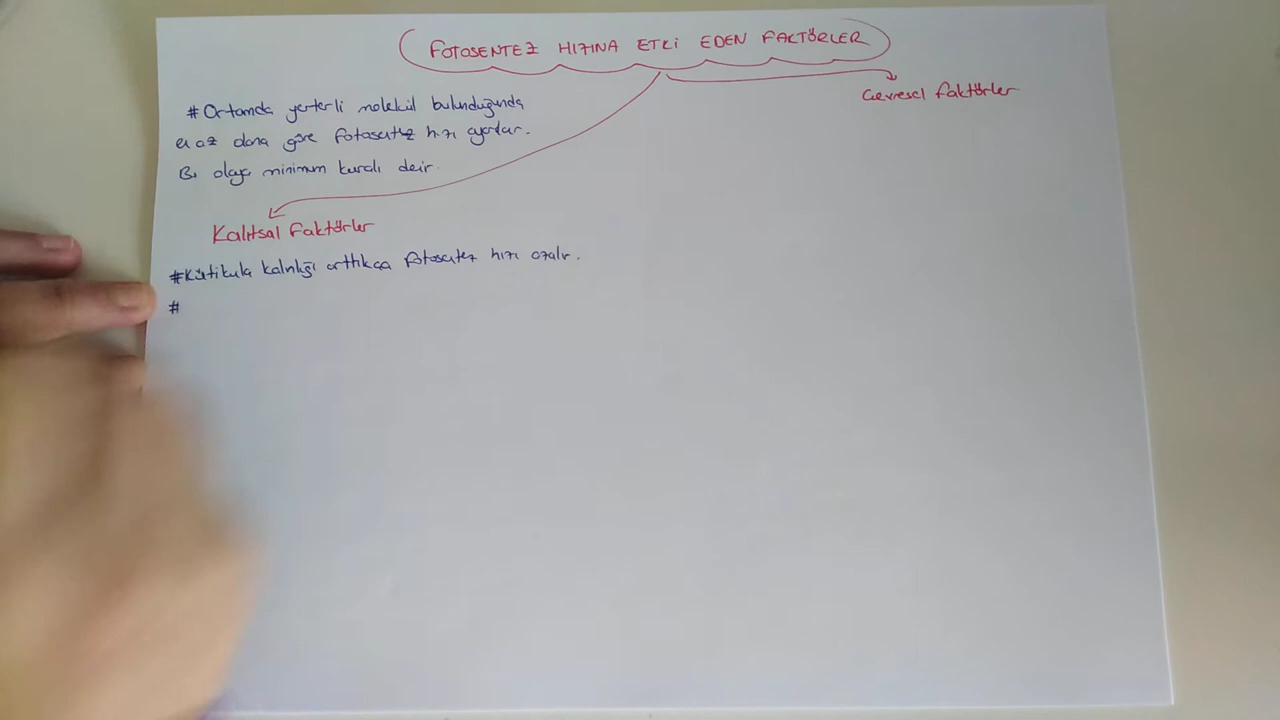 FOTOSENTEZ HIZINA ETKİ EDEN FAKTÖRLER
Çevresel Faktörler
#Ortamda yeterli molekül bulunduğunda
en az olana göre fotosentez hızı ayarlar.
Bu olaya minimum kuralı denir.
Kalıtsal Faktörler
#Kütikula kalınlığı arttıkça fotosentez hızı azalır.
#